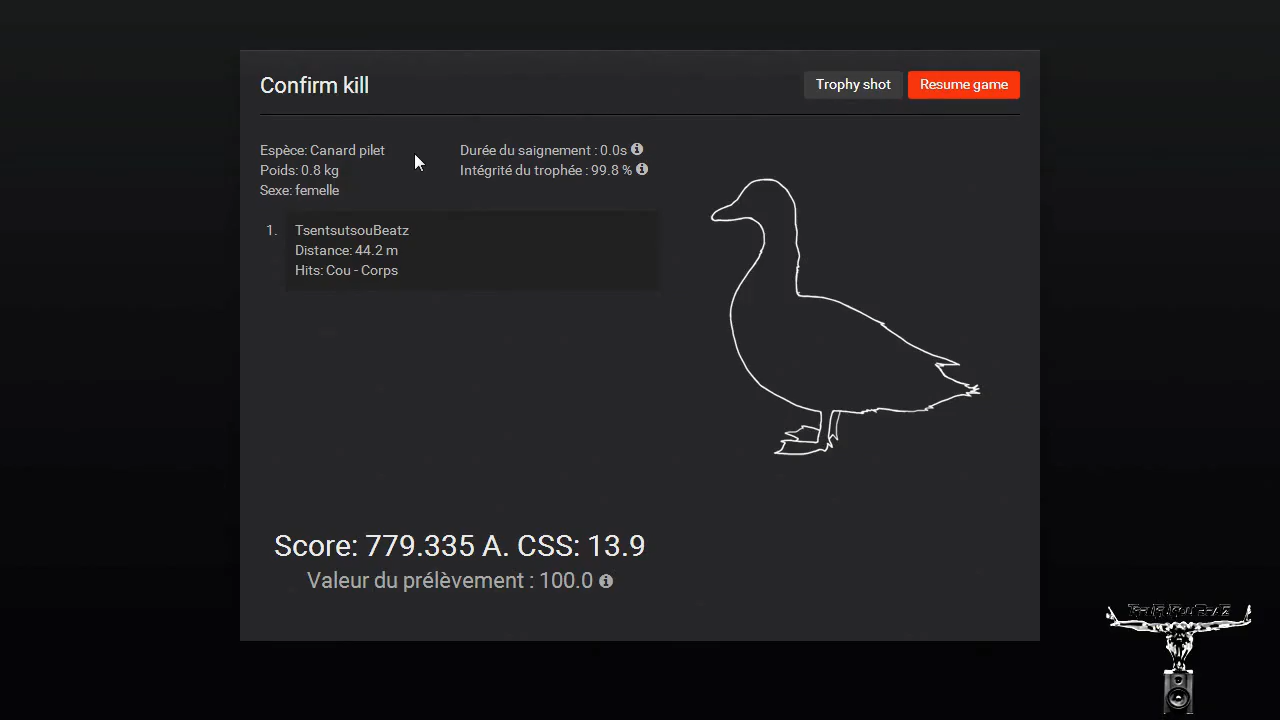 Confirm kill
Trophy shot
Resume game
Espèce: Canard pilet
Poids: 0.8 kg
Sexe: femelle
Durée du saignement : 0.0s
Intégrité du trophée : 99.8 %
1.
TsentsutsouBeatz
Distance: 44.2 m
Hits: Cou - Corps
Score: 779.335 A. CSS: 13.9
Valeur du prélèvement : 100.0